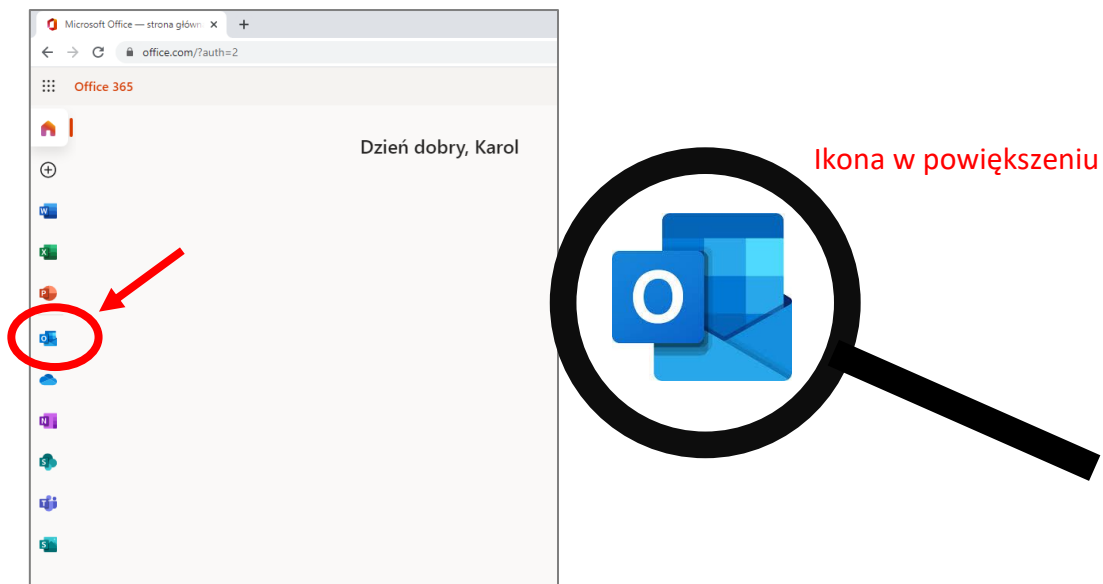 Microsoft Office — strona główn
office.com/?auth=2
Office 365
Dzień dobry, Karol
Ikona w powiększeniu
W
X
P
O
O
N
S
T
S